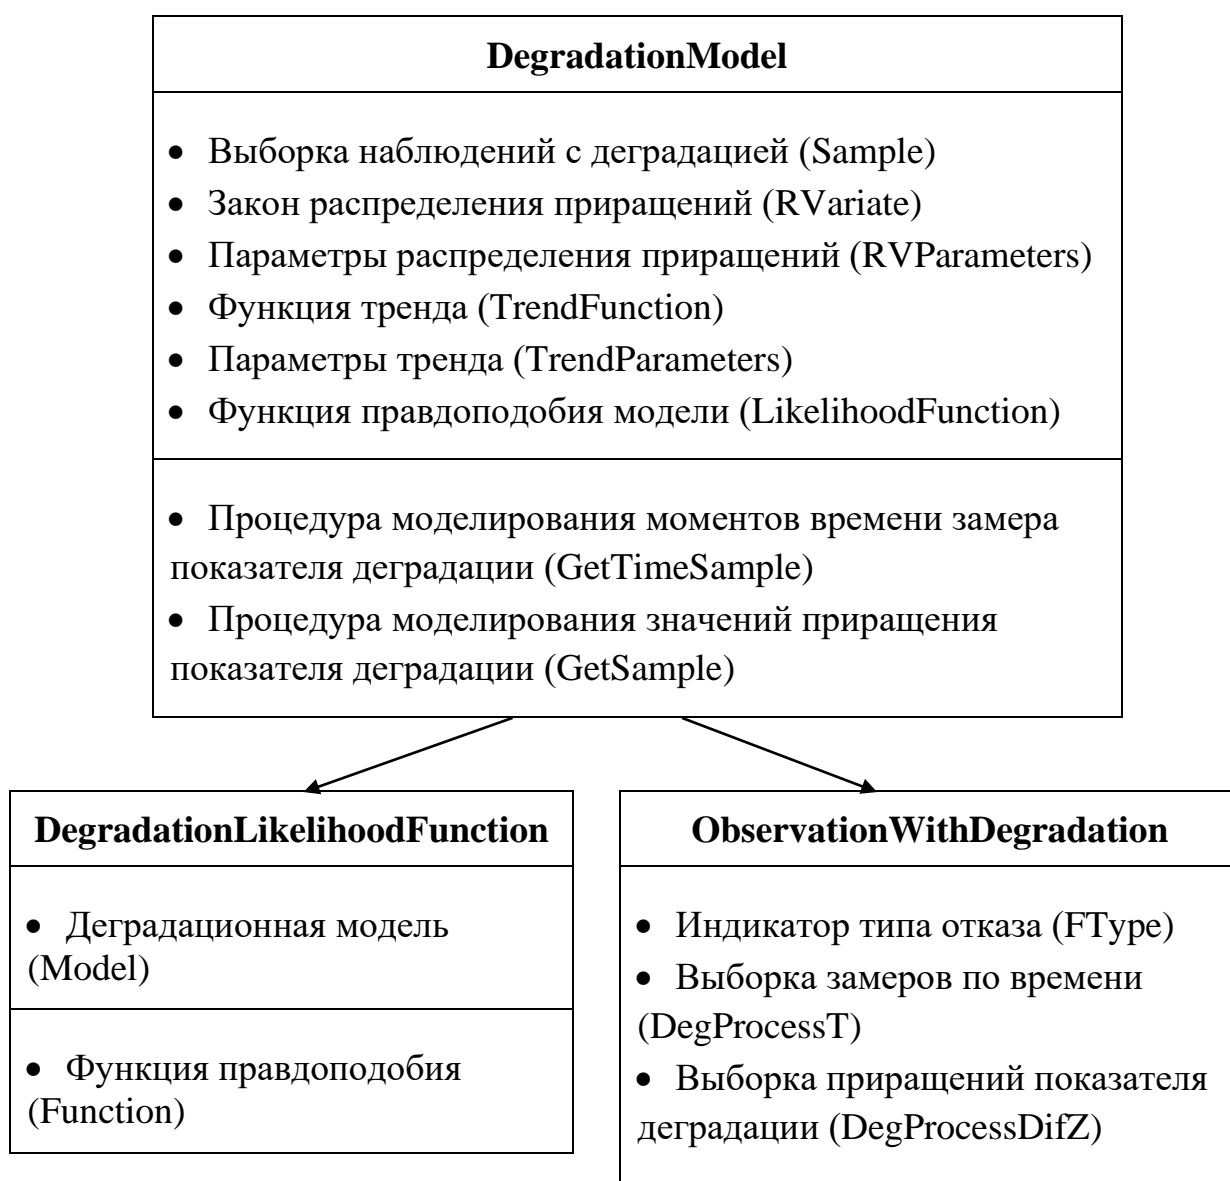 DegradationModel
• Выборка наблюдений с деградацией (Sample)
• Закон распределения приращений (RVariate)
• Параметры распределения приращений (RVParameters)
• Функция тренда (TrendFunction)
• Параметры тренда (TrendParameters)
• Функция правдоподобия модели (LikelihoodFunction)
• Процедура моделирования моментов времени замера
показателя деградации (GetTimeSample)
• Процедура моделирования значений приращения
показателя деградации (GetSample)
DegradationLikelihoodFunction
• Деградационная модель
(Model)
• Функция правдоподобия
(Function)
ObservationWithDegradation
• Индикатор типа отказа (FType)
• Выборка замеров по времени
(DegProcessT)
• Выборка приращений показателя
деградации (DegProcessDifZ)